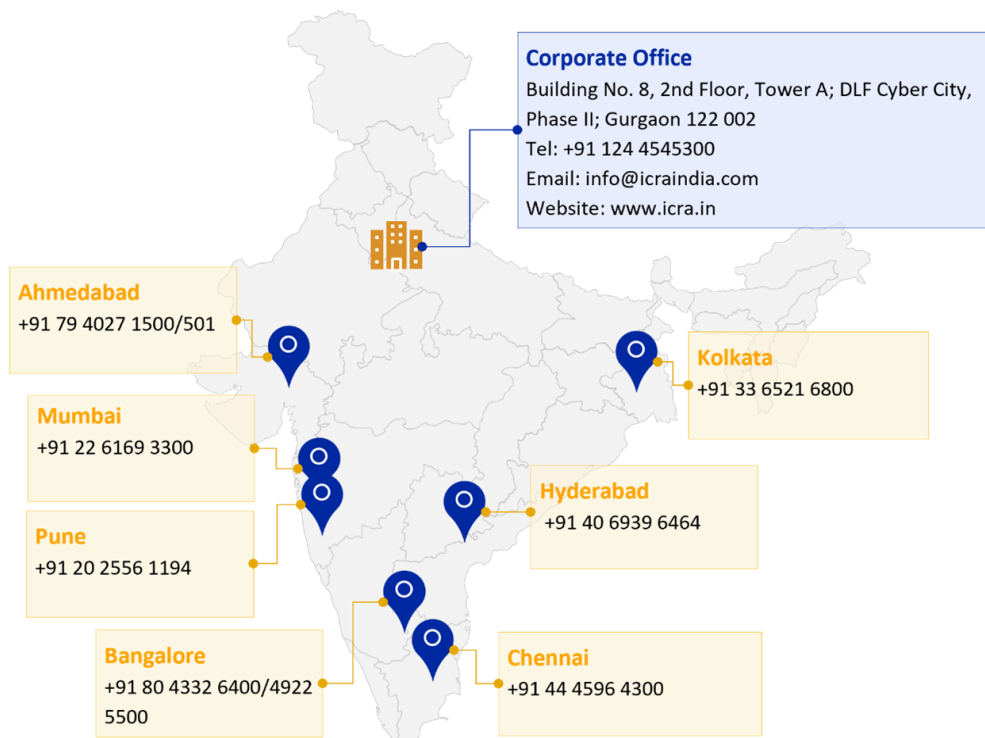 Corporate Office
Building No. 8, 2nd Floor, Tower A; DLF Cyber City,
Phase II; Gurgaon 122 002
Tel: +91 124 4545300
Email: info@icraindia.com
Website: www.icra.in
Ahmedabad
+91 79 4027 1500/501
Kolkata
+91 33 6521 6800
Mumbai
+91 22 6169 3300
Hyderabad
+91 40 6939 6464
Pune
+91 20 2556 1194
Bangalore
+91 80 4332 6400/4922
5500
Chennai
+91 44 4596 4300